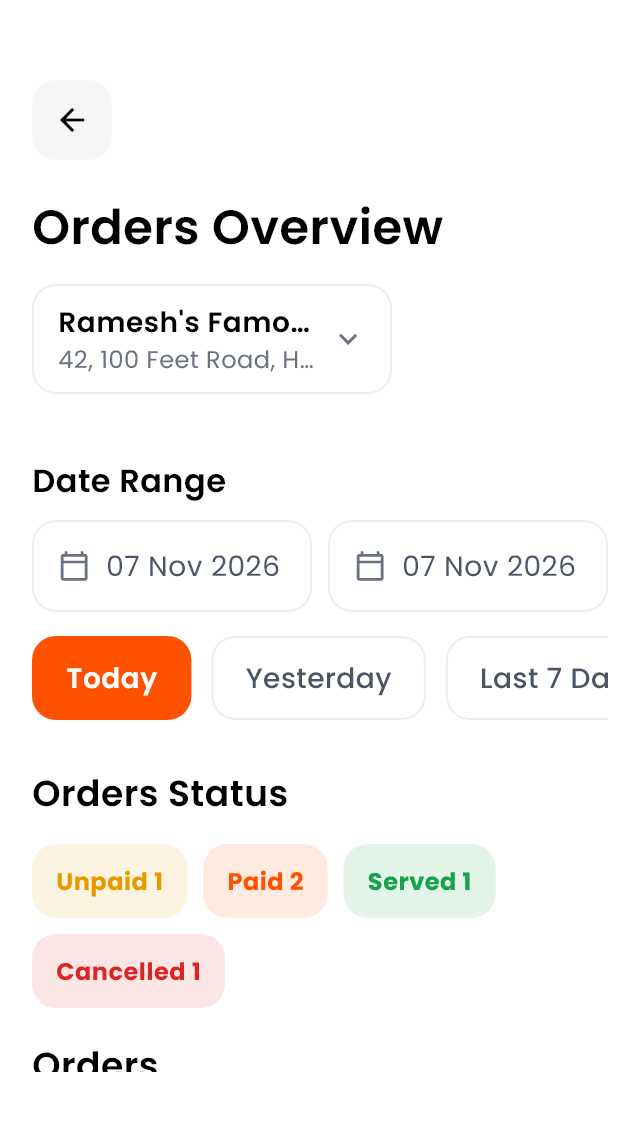 Orders Overview
Ramesh's Famo...
42, 100 Feet Road, H...
Date Range
07 Nov 2026 07 Nov 2026
Today Yesterday Last 7 Da
Orders Status
Unpaid 1 Paid 2 Served 1
Cancelled 1
Orders